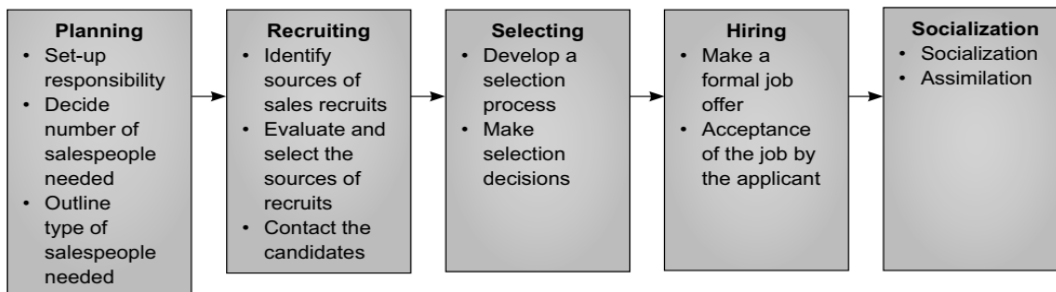 Planning
• Set-up
responsibility
• Decide
number of
salespeople
needed
• Outline
type of
salespeople
needed
Recruiting
• Identify
sources of
sales recruits
• Evaluate and
select the
sources of
recruits
• Contact the
candidates
Selecting
• Develop a
selection
process
• Make
selection
decisions
Hiring
• Make a
formal job
offer
• Acceptance
of the job by
the applicant
Socialization
• Socialization
• Assimilation